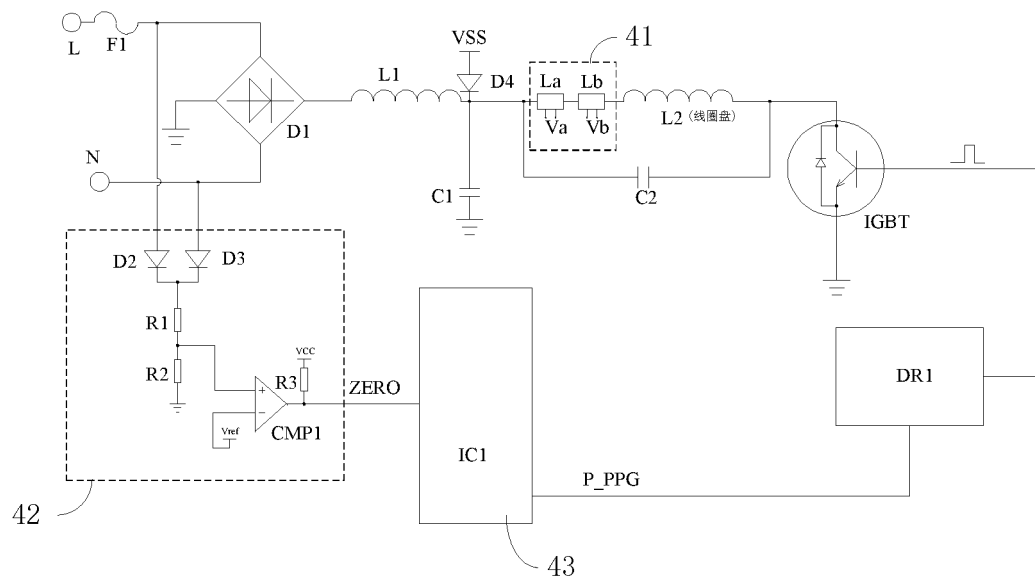 L
F1
VSS
41
L1
D4
La
Lb
Va
Vb
L2 (线圈盘)
D1
N
C1
C2
IGBT
D2
D3
R1
R2
VCC
R3
ZERO
Vref
CMP1
IC1
DR1
P_PPG
42
43